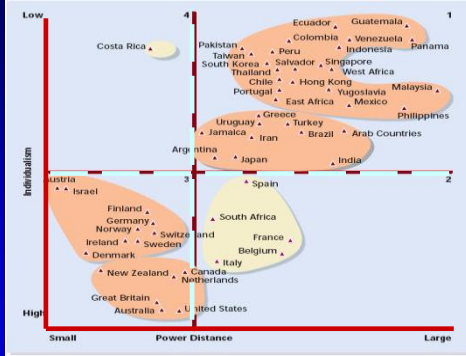 Low
4
1
Ecuador
Guatemala
Costa Rica
Pakistan
Colombia
Venezuela
Panama
Taiwan
Peru
Indonesia
South Korea
Salvador
Singapore
Thailand
West Africa
Chile
Hong Kong
Malaysia
Portugal
Yugoslavia
East Africa
Mexico
Philippines
Greece
Uruguay
Turkey
Jamaica
Iran
Brazil
Arab Countries
Argentina
Japan
India
Individualism
3
2
Austria
Israel
Spain
Finland
Germany
South Africa
Norway
Switzerland
Ireland
Sweden
France
Denmark
Belgium
Italy
New Zealand
Canada
Netherlands
Great Britain
Australia
United States
High
Small
Power Distance
Large